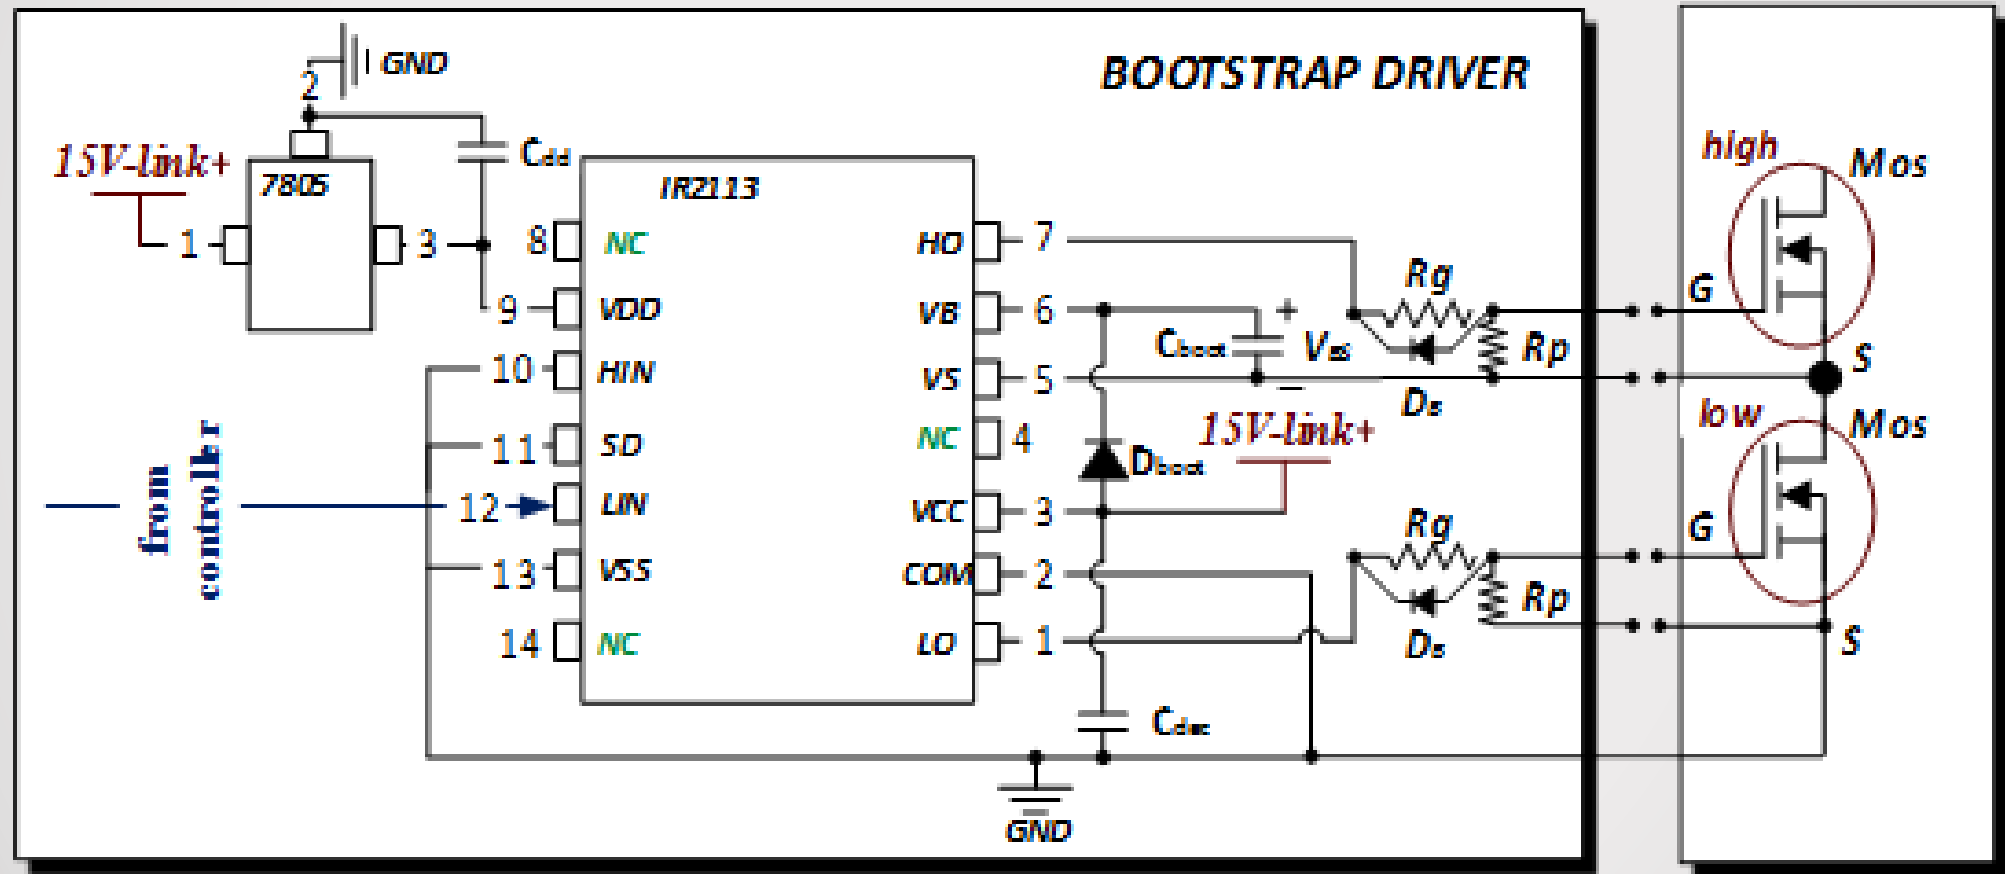 BOOTSTRAP DRIVER
GND
2
15V-link+
7805
Cdd
1
3
IR2113
8 NC
9 VDD
10 HIN
11 SD
12 LIN
13 VSS
14 NC
from
controller
HO 7
VB 6
VS 5
NC 4
VCC 3
COM 2
LO 1
Cboot
+
VBS
−
Dboot
15V-link+
Cdec
GND
Rg
Rp
Ds
Rg
Rp
Ds
high
Mos
G
S
low
Mos
G
S